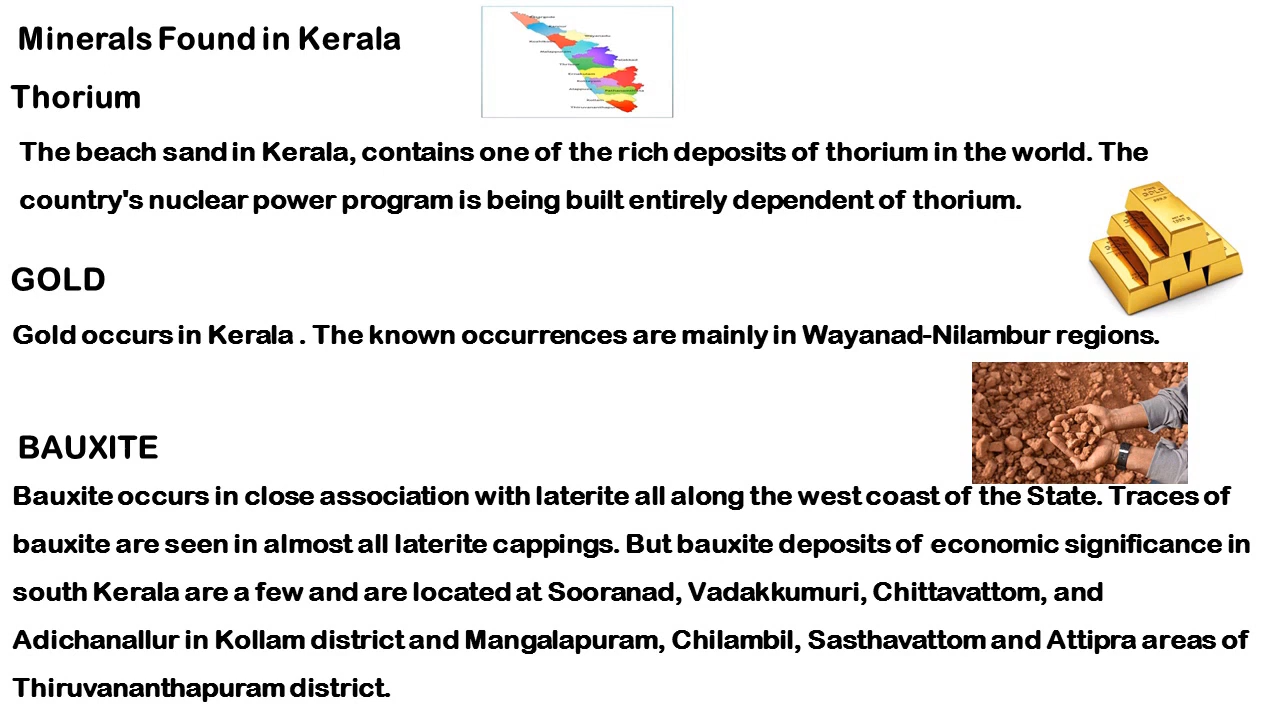 Minerals Found in Kerala
Thorium
The beach sand in Kerala, contains one of the rich deposits of thorium in the world. The
country's nuclear power program is being built entirely dependent of thorium.
GOLD
Gold occurs in Kerala . The known occurrences are mainly in Wayanad-Nilambur regions.
BAUXITE
Bauxite occurs in close association with laterite all along the west coast of the State. Traces of
bauxite are seen in almost all laterite cappings. But bauxite deposits of economic significance in
south Kerala are a few and are located at Sooranad, Vadakkumuri, Chittavattom, and
Adichanallur in Kollam district and Mangalapuram, Chilambil, Sasthavattom and Attipra areas of
Thiruvananthapuram district.